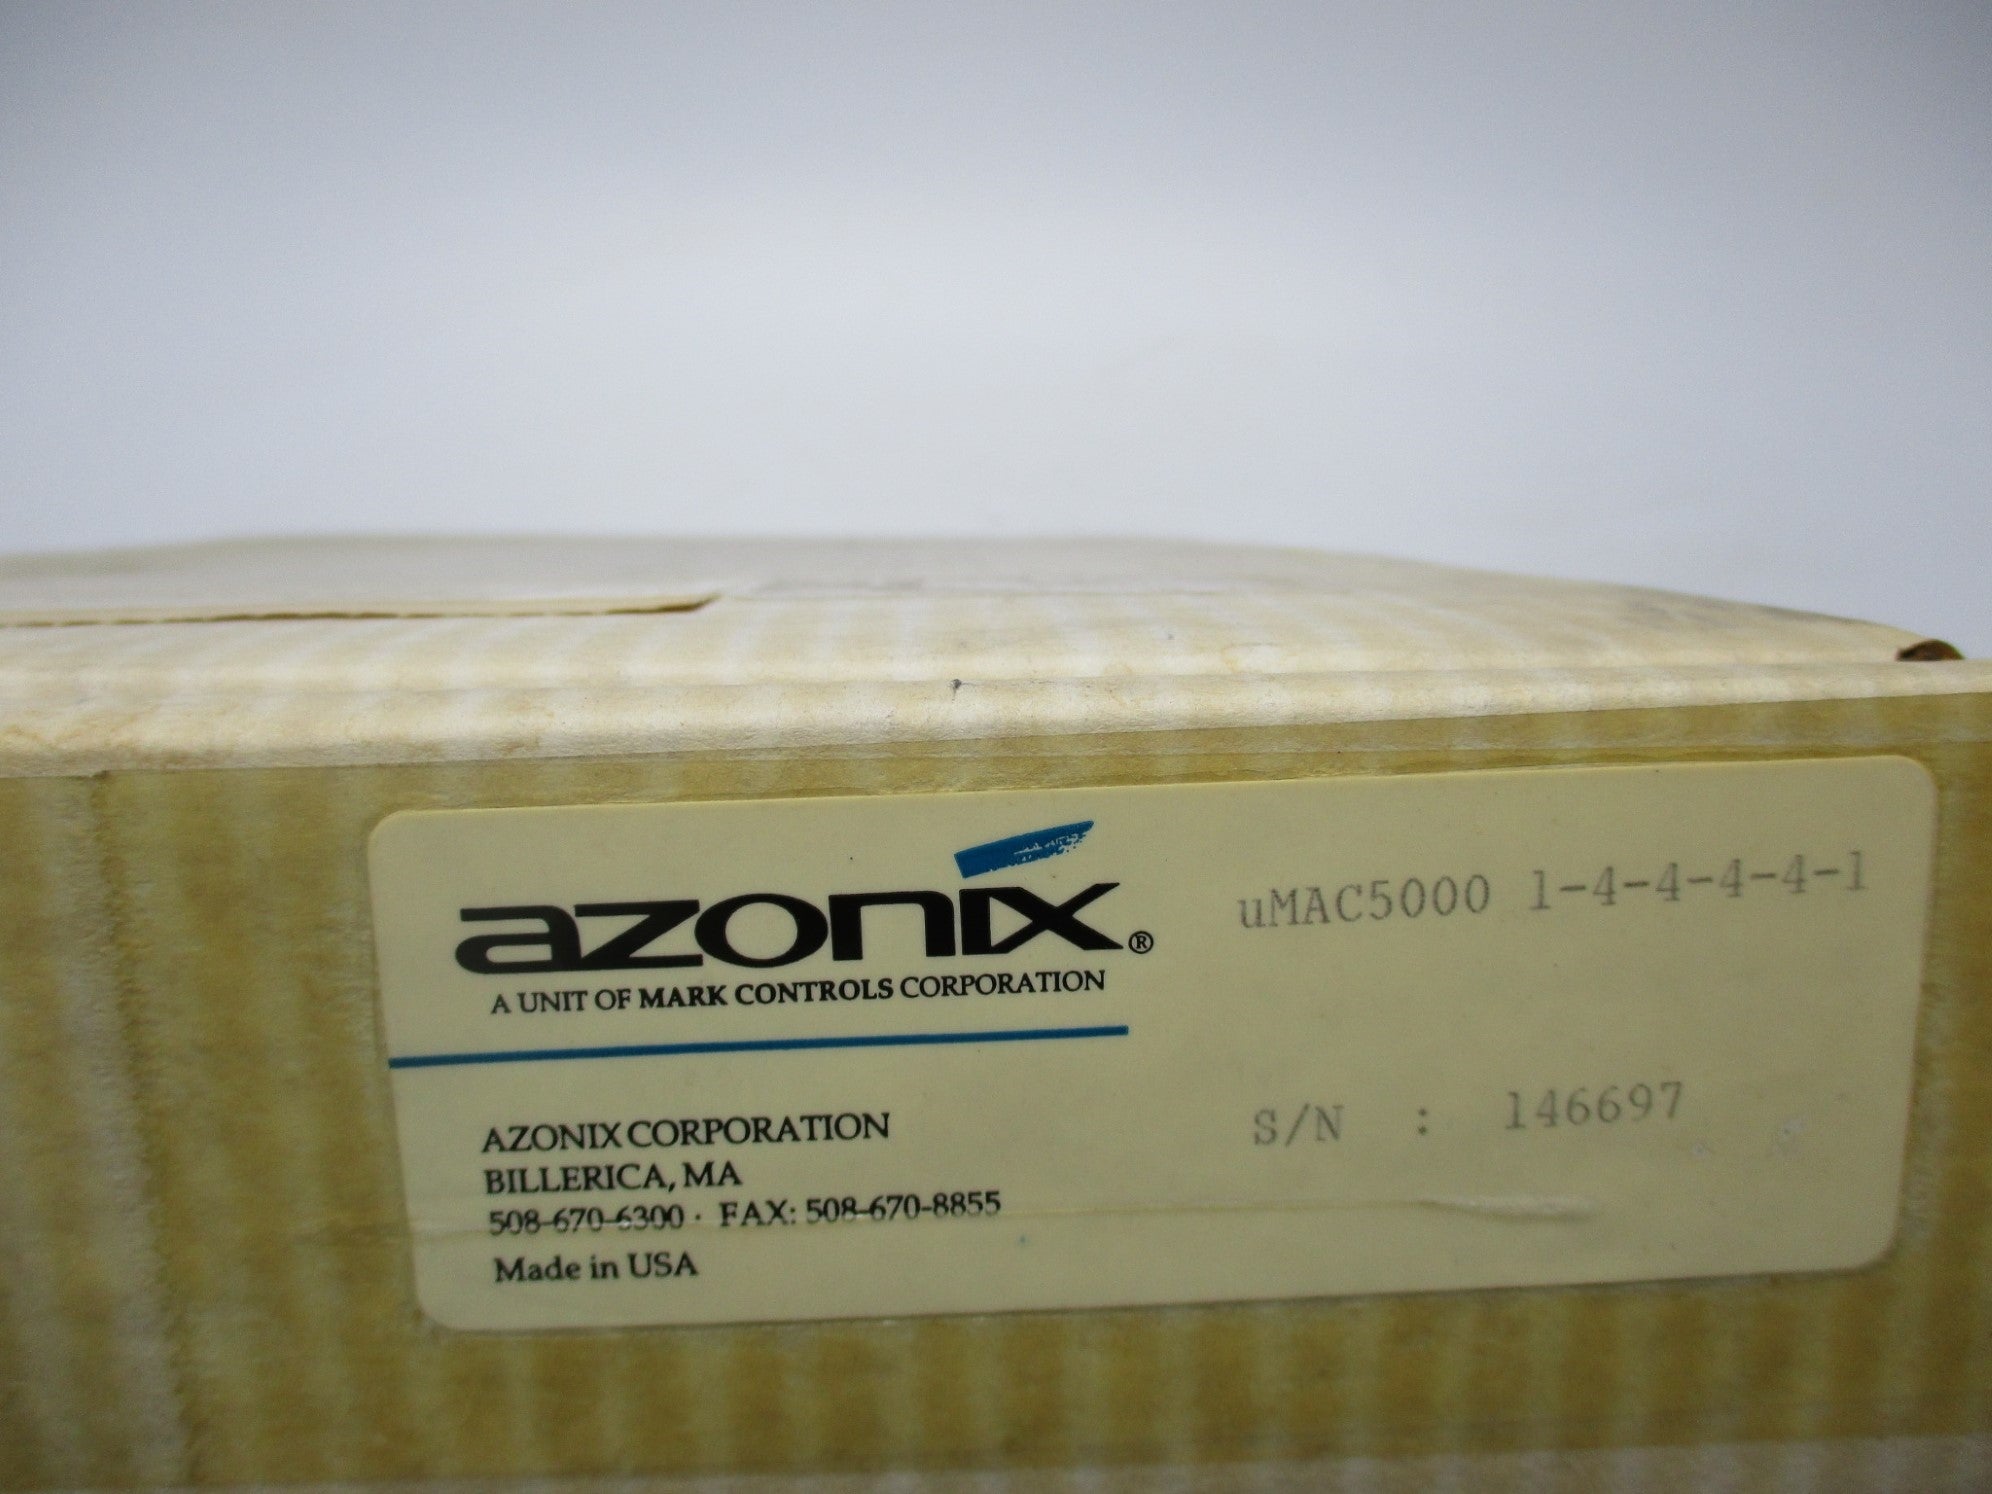 azonix®
A UNIT OF MARK CONTROLS CORPORATION
uMAC5000 1-4-4-4-4-1
S/N : 146697
AZONIX CORPORATION
BILLERICA, MA
508-670-6300 · FAX: 508-670-8855
Made in USA